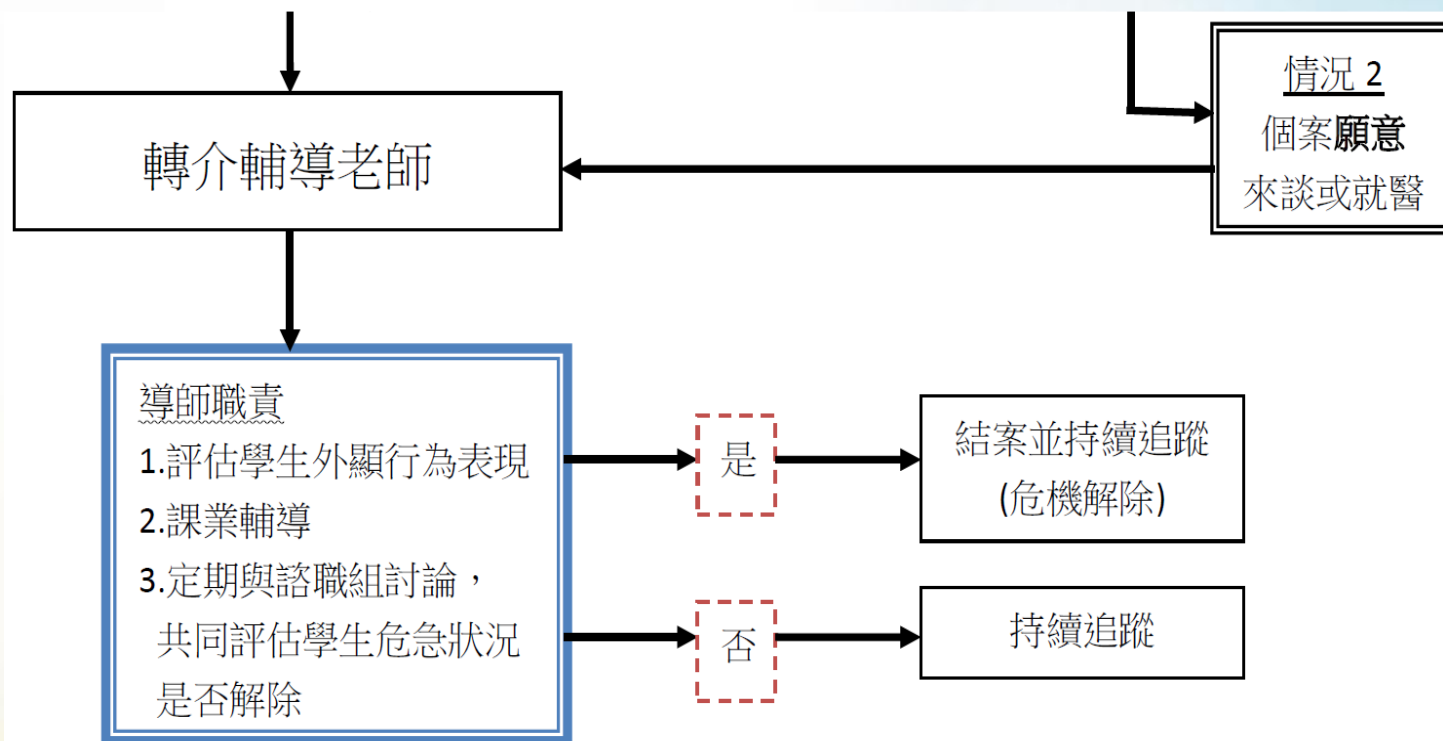 情況 2
個案願意
來談或就醫
轉介輔導老師
導師職責
1.評估學生外顯行為表現
2.課業輔導
3.定期與諮職組討論，
共同評估學生危急狀況
是否解除
是
結案並持續追蹤
(危機解除)
否
持續追蹤